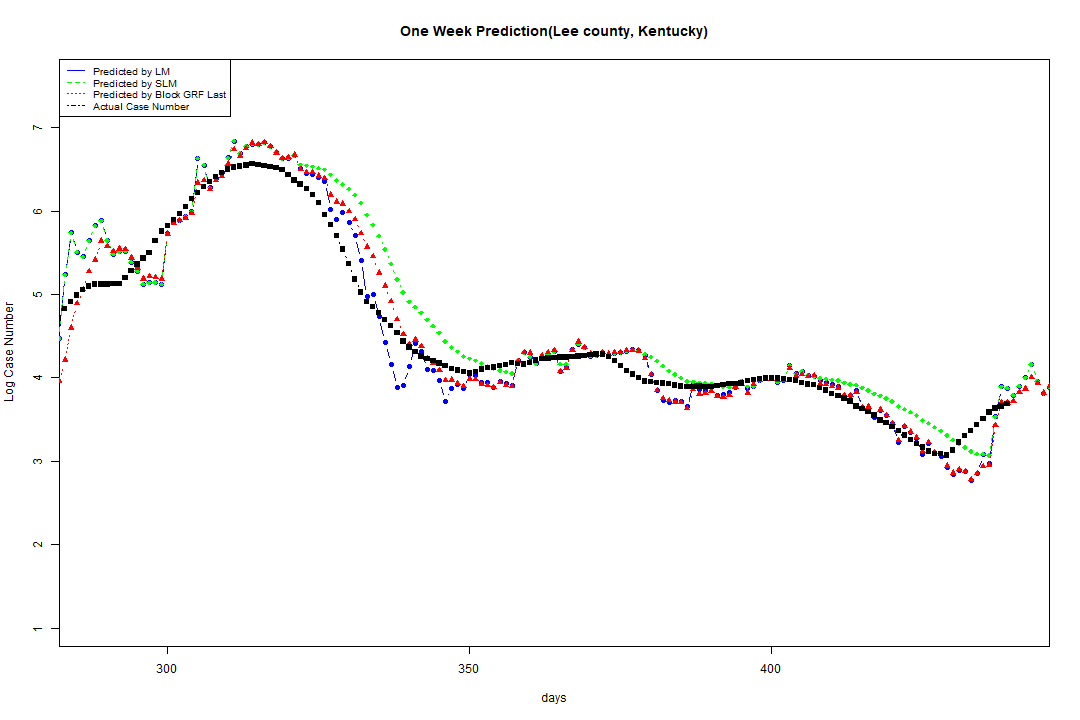 One Week Prediction(Lee county, Kentucky)
Predicted by LM
Predicted by SLM
Predicted by Block GRF Last
Actual Case Number
7
6
5
4
3
2
1
Log Case Number
300 350 400
days